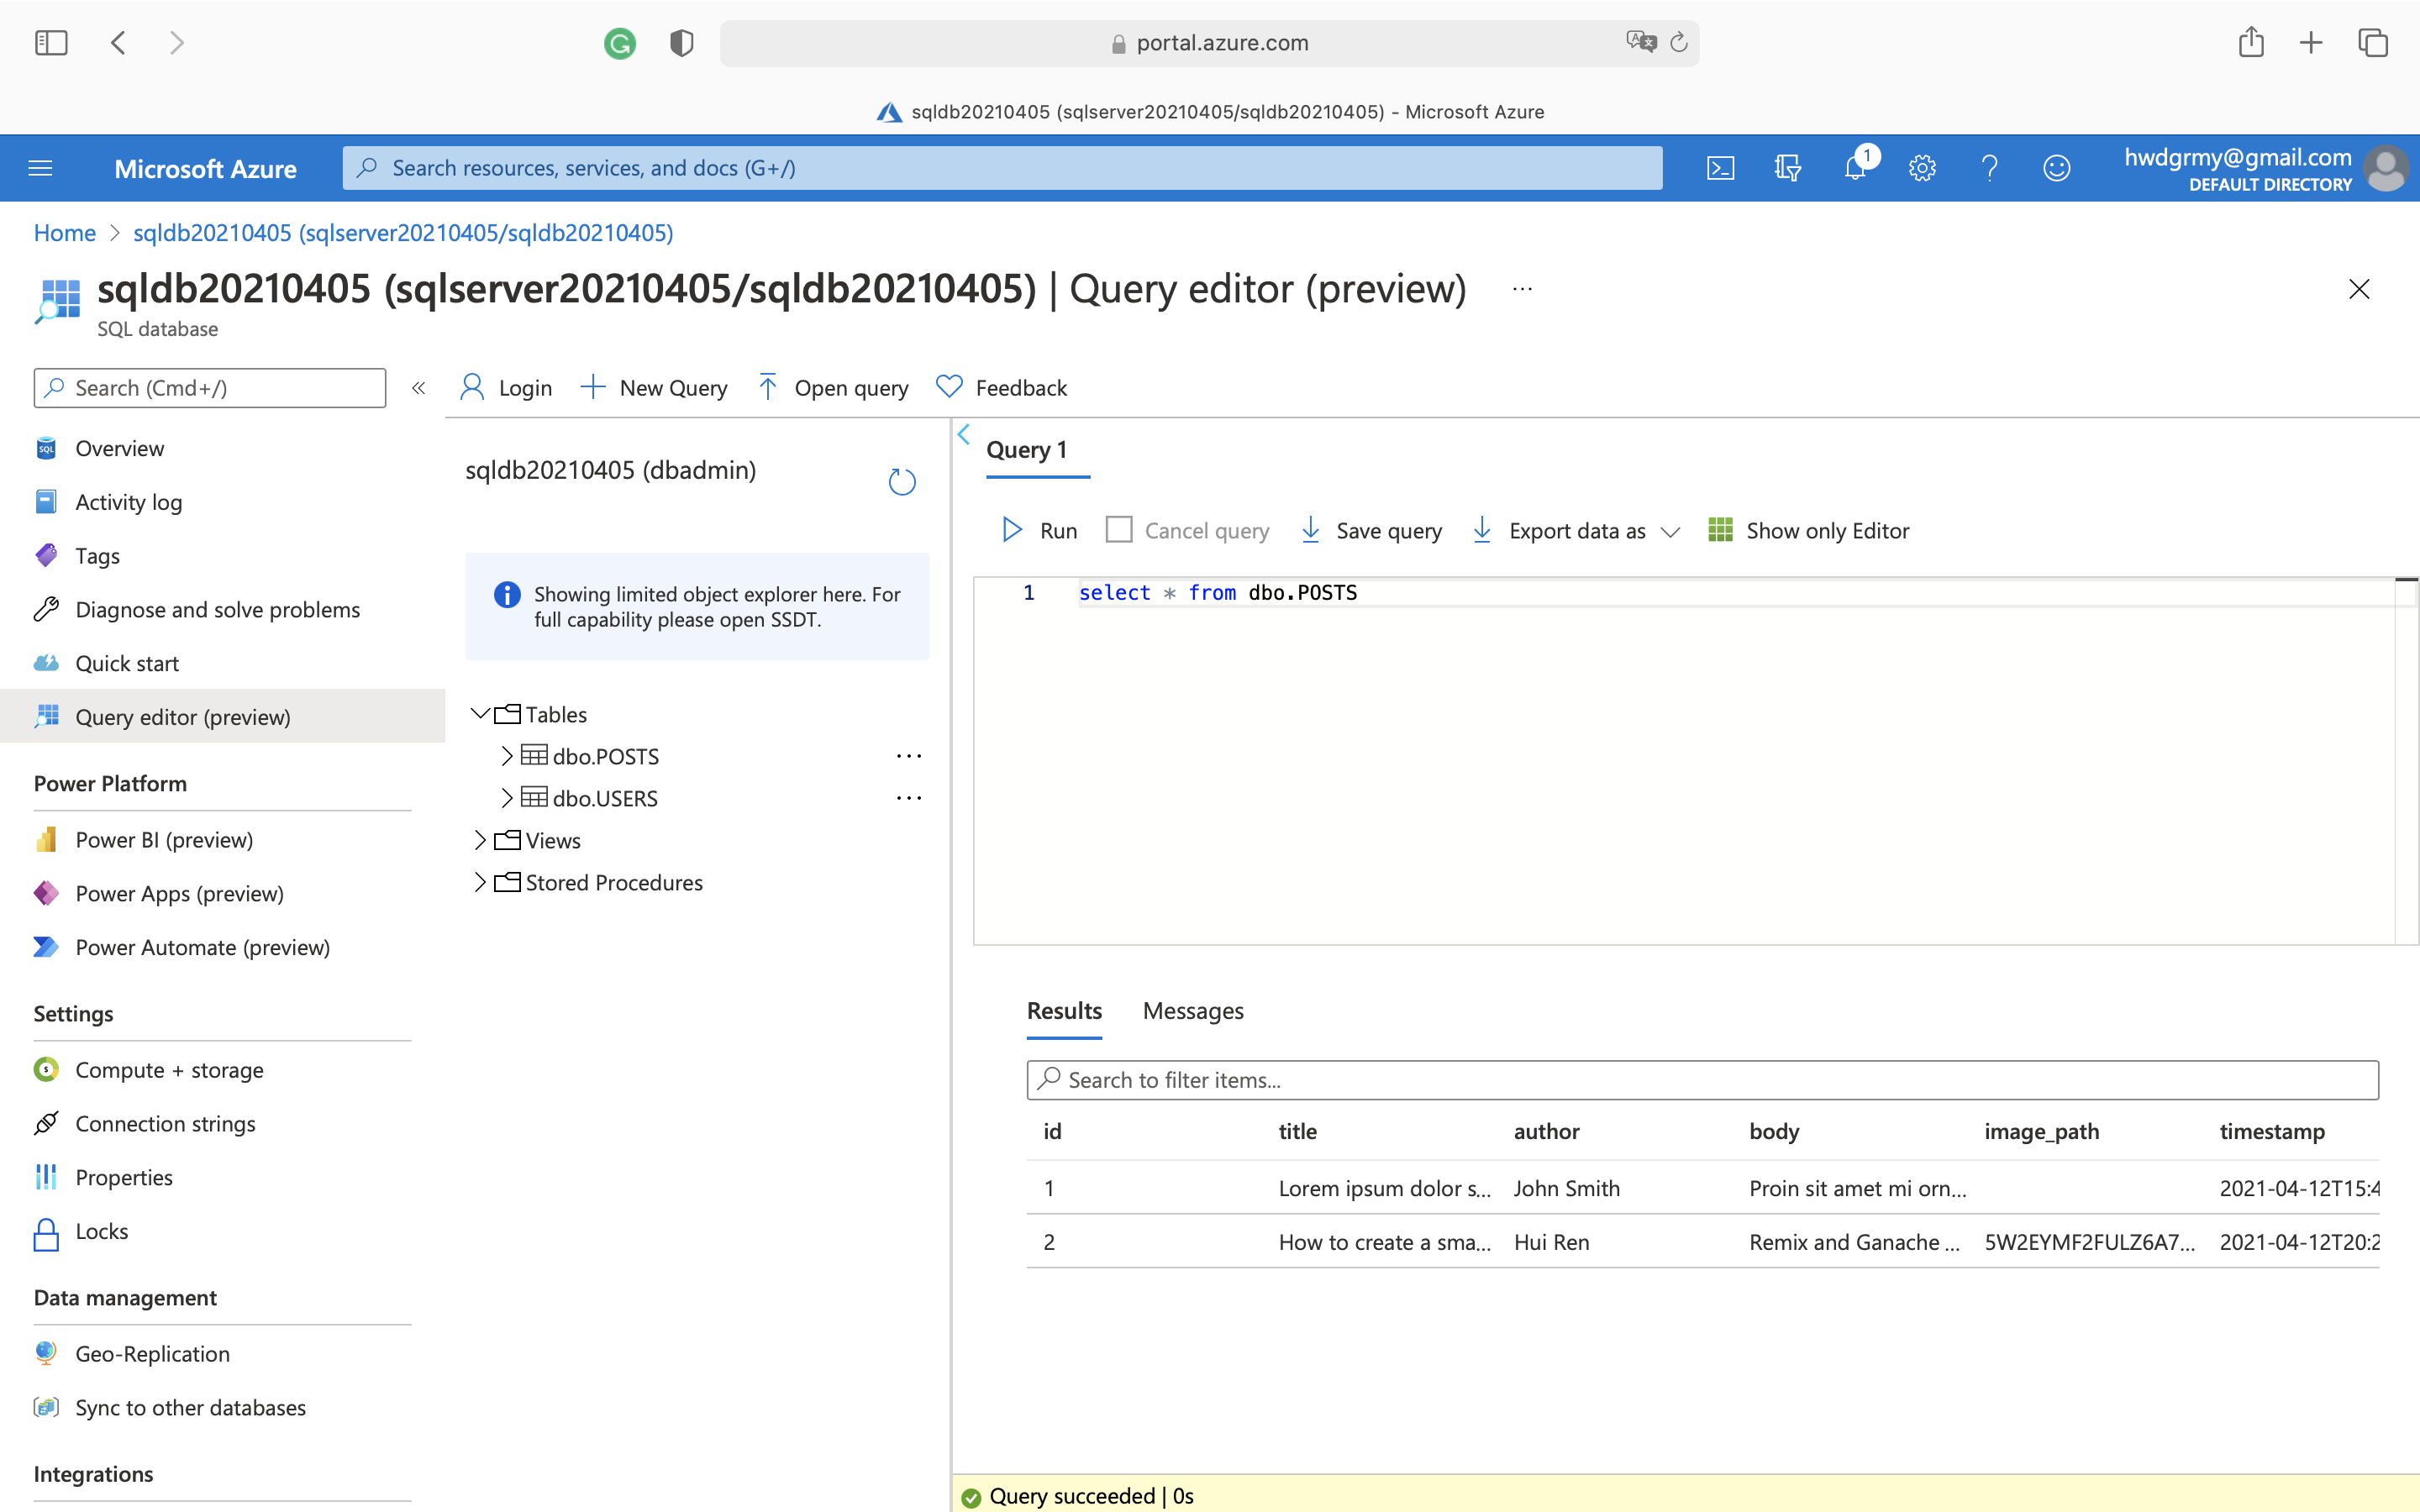 portal.azure.com
sqldb20210405 (sqlserver20210405/sqldb20210405) - Microsoft Azure
Microsoft Azure
Search resources, services, and docs (G+/)
1
hwdgrmy@gmail.com
DEFAULT DIRECTORY
Home > sqldb20210405 (sqlserver20210405/sqldb20210405)
sqldb20210405 (sqlserver20210405/sqldb20210405) | Query editor (preview) ...
SQL database
Search (Cmd+/)
«
Login
New Query
Open query
Feedback
Overview
Activity log
Tags
Diagnose and solve problems
Quick start
Query editor (preview)
Power Platform
Power BI (preview)
Power Apps (preview)
Power Automate (preview)
Settings
Compute + storage
Connection strings
Properties
Locks
Data management
Geo-Replication
Sync to other databases
Integrations
sqldb20210405 (dbadmin)
Showing limited object explorer here. For
full capability please open SSDT.
Tables
dbo.POSTS ...
dbo.USERS ...
Views
Stored Procedures
Query 1
Run
Cancel query
Save query
Export data as
Show only Editor
1 select * from dbo.POSTS
Results Messages
Search to filter items...
id title author body image_path timestamp
1 Lorem ipsum dolor s... John Smith Proin sit amet mi orn... 2021-04-12T15:4
2 How to create a sma... Hui Ren Remix and Ganache ... 5W2EYMF2FULZ6A7... 2021-04-12T20:2
Query succeeded | 0s